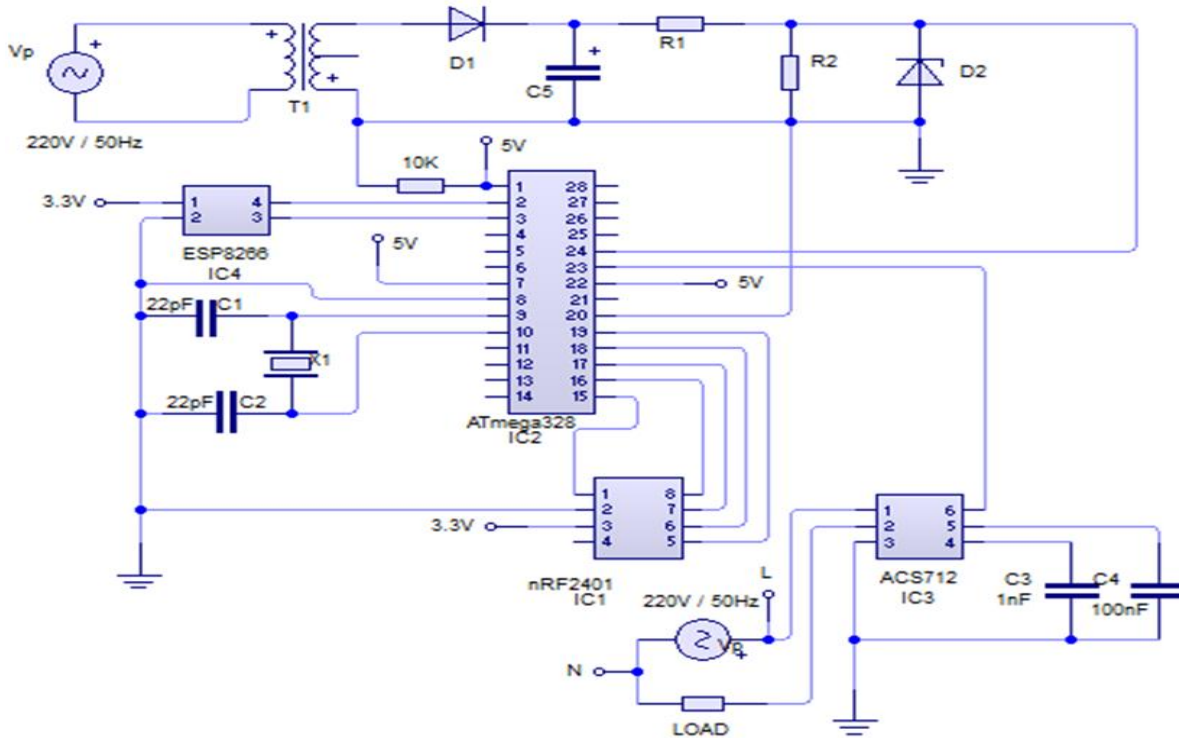 Vp
220V / 50Hz
T1
D1
C5
R1
R2
D2
5V
10K
3.3V
1 4
2 3
ESP8266
IC4
5V
22pF C1
X1
22pF C2
1 28
2 27
3 26
4 25
5 24
6 23
7 22
8 21
9 20
10 19
11 18
12 17
13 16
14 15
ATmega328
IC2
5V
1 8
2 7
3 6
4 5
3.3V
nRF2401
IC1
220V / 50Hz
L
N
LOAD
1 6
2 5
3 4
ACS712
IC3
C3
1nF
C4
100nF